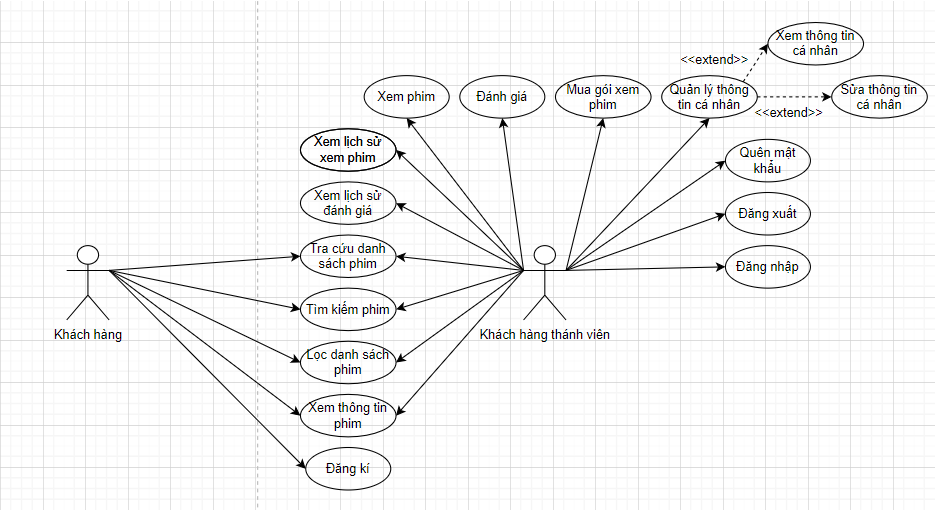 Xem thông tin
cá nhân
<<extend>>
Xem phim
Đánh giá
Mua gói xem
phim
Quản lý thông
tin cá nhân
Sửa thông tin
cá nhân
<<extend>>
Xem lịch sử
xem phim
Quên mật
khẩu
Xem lịch sử
đánh giá
Đăng xuất
Tra cứu danh
sách phim
Đăng nhập
Tìm kiếm phim
Khách hàng
Khách hàng thánh viên
Lọc danh sách
phim
Xem thông tin
phim
Đăng kí